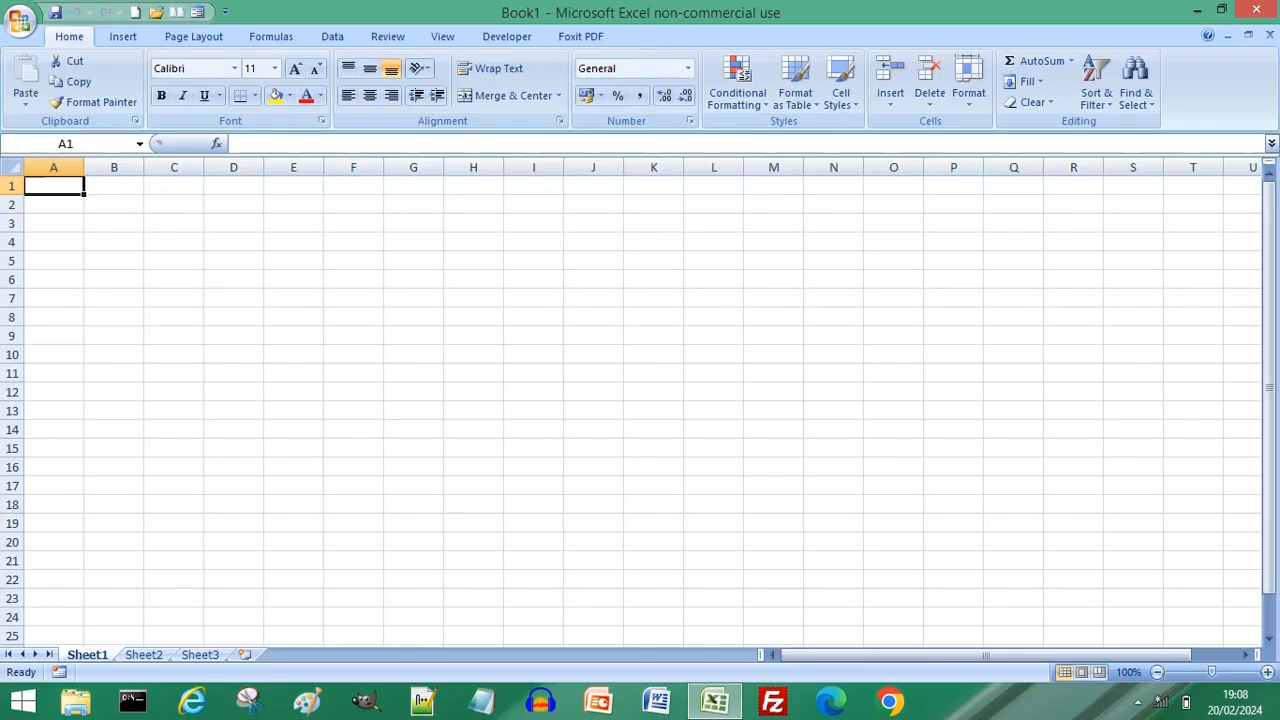 Book1 - Microsoft Excel non-commercial use
Home Insert Page Layout Formulas Data Review View Developer Foxit PDF
Paste
Cut
Copy
Format Painter
Clipboard
Calibri 11
B I U
Font
Wrap Text
Merge & Center
Alignment
General
% ,
Number
Conditional Formatting
Format as Table
Cell Styles
Styles
Insert Delete Format
Cells
Σ AutoSum
Fill
Clear
Sort & Filter
Find & Select
Editing
A1 fx
A B C D E F G H I J K L M N O P Q R S T U
1
2
3
4
5
6
7
8
9
10
11
12
13
14
15
16
17
18
19
20
21
22
23
24
25
Sheet1 Sheet2 Sheet3
Ready 100%
19:08
20/02/2024